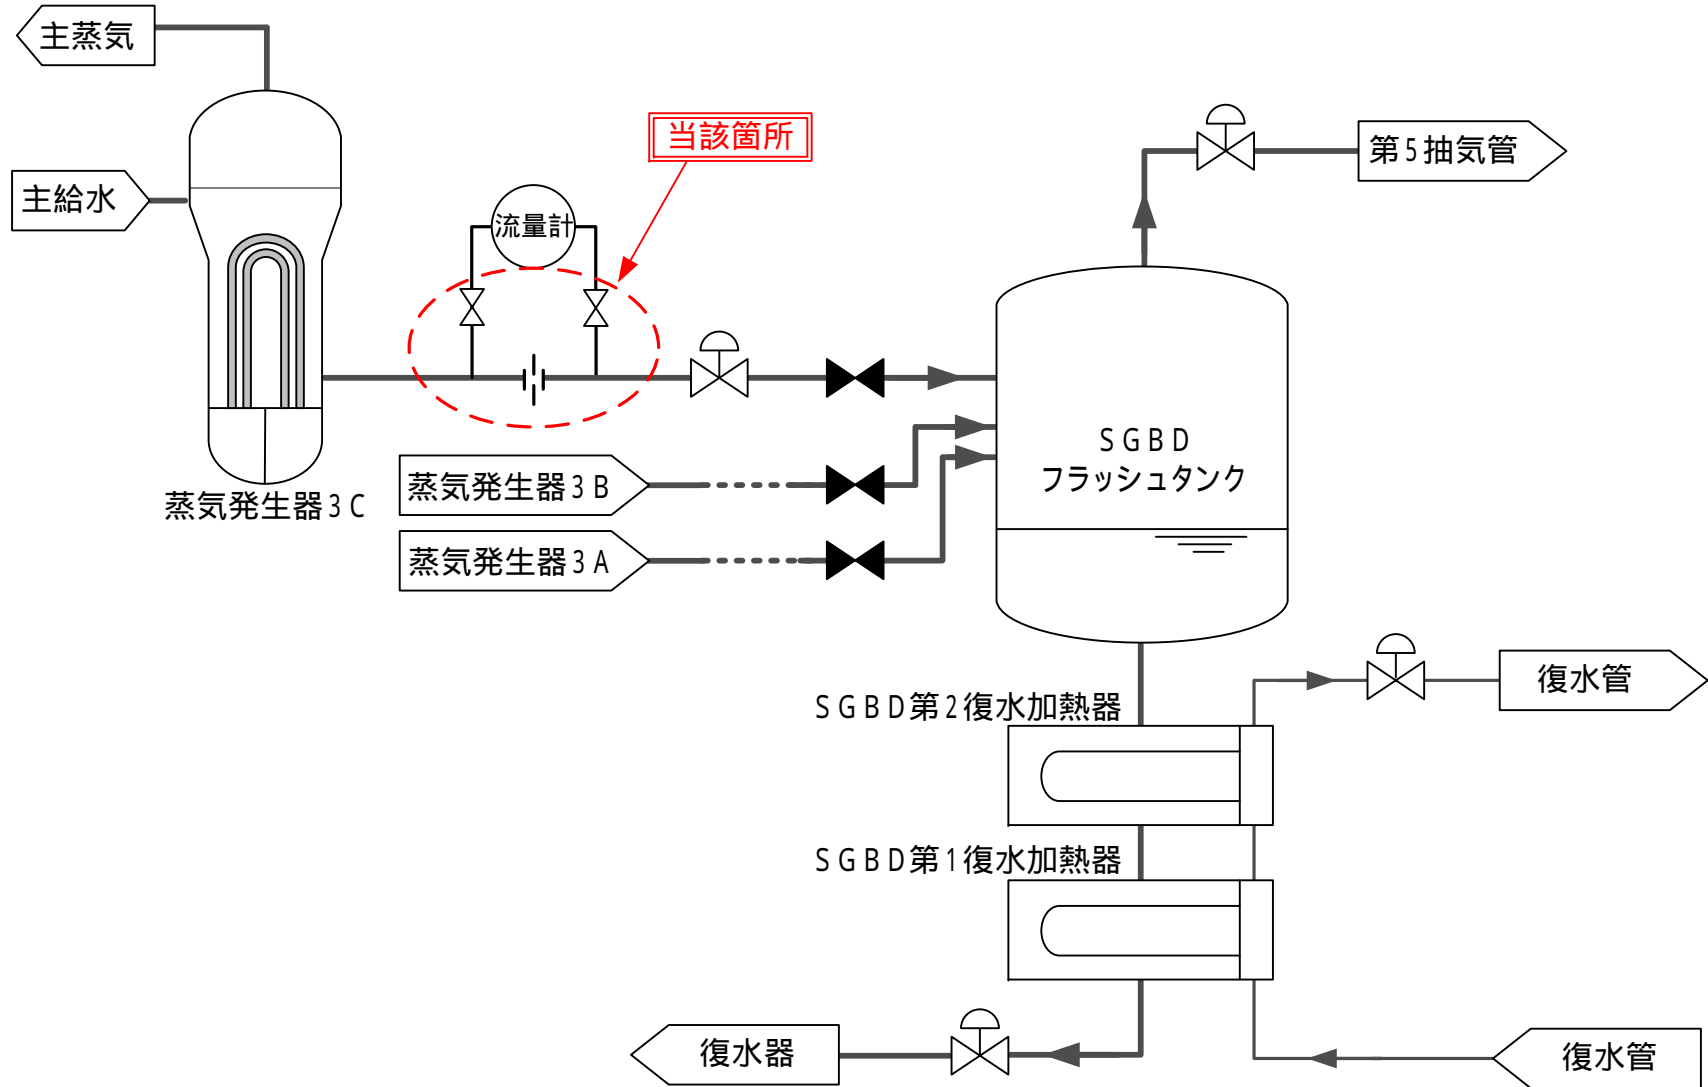 主蒸気
当該箇所
第5抽気管
主給水
流量計
SGBD
フラッシュタンク
蒸気発生器3B
蒸気発生器3C
蒸気発生器3A
復水管
SGBD第2復水加熱器
SGBD第1復水加熱器
復水器
復水管